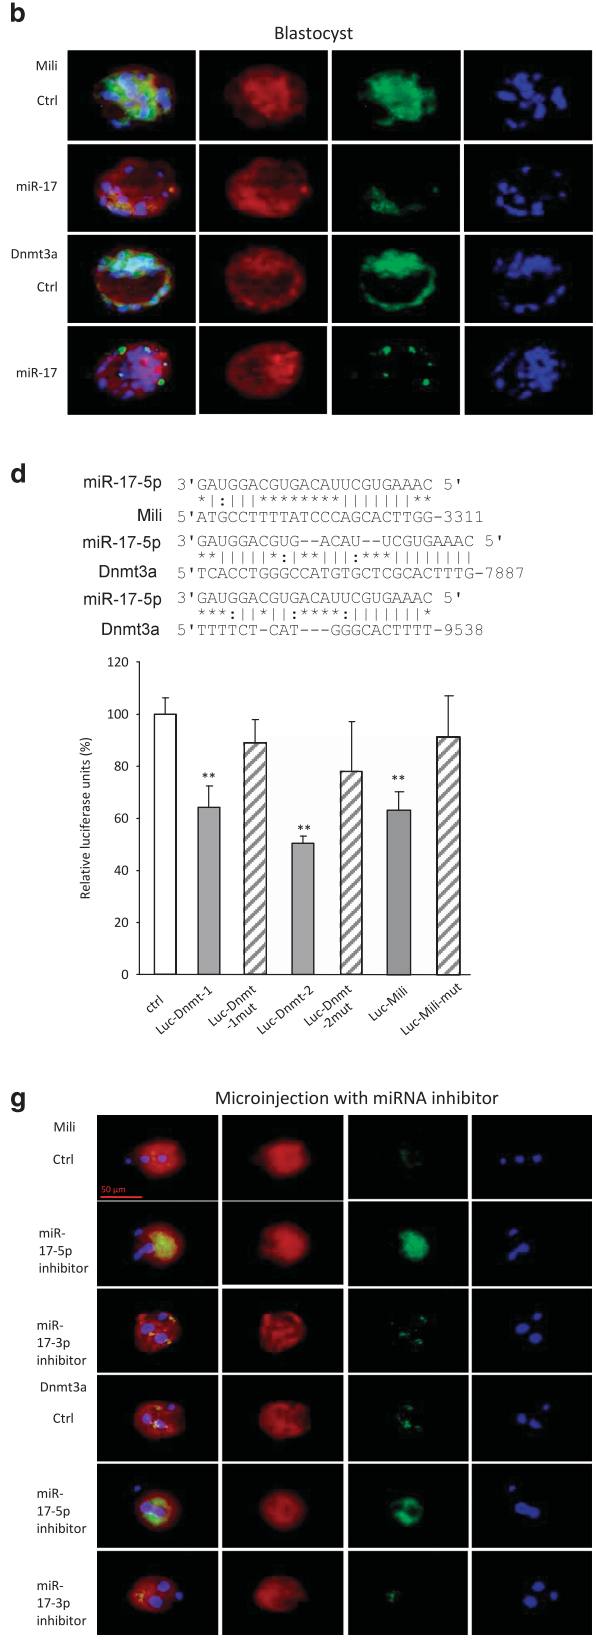 b
Blastocyst
Mili
Ctrl
miR-17
Dnmt3a
Ctrl
miR-17
d
miR-17-5p 3'GAUGGACGUGACAUUCGUGAAAC 5'
*|:|||********|||||||**
Mili 5'ATGCCTTTTATCCCAGCACTTGG-3311
miR-17-5p 3'GAUGGACGUG--ACAU--UCGUGAAAC 5'
**|||||*:|**|||:***||||||||
Dnmt3a 5'TCACCTGGGCCATGTGCTCGCACTTTG-7887
miR-17-5p 3'GAUGGACGUGACAUUCGUGAAAC 5'
***:||*||:****:|||||||*
Dnmt3a 5'TTTTCT-CAT---GGGCACTTTT-9538
120
100
80
60
40
20
0
Relative luciferase units (%)
**
**
**
ctrl
Luc-Dnmt-1
Luc-Dnmt
-1mut
Luc-Dnmt-2
Luc-Dnmt
-2mut
Luc-Mili
Luc-Mili-mut
g
Microinjection with miRNA inhibitor
Mili
Ctrl
50 μm
miR-
17-5p
inhibitor
miR-
17-3p
inhibitor
Dnmt3a
Ctrl
miR-
17-5p
inhibitor
miR-
17-3p
inhibitor